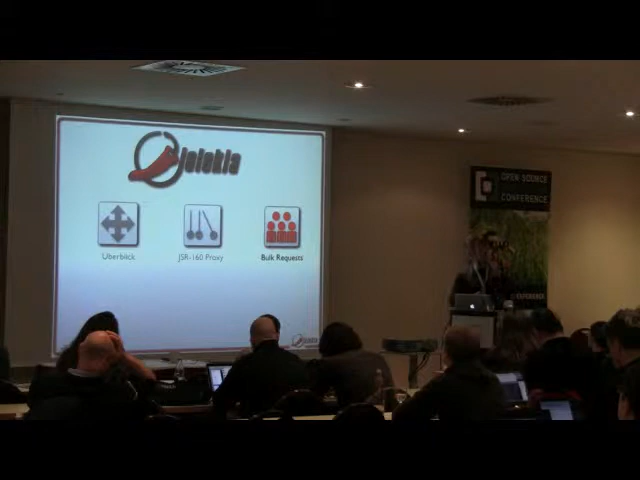 jolokia
Überblick
JSR-160 Proxy
Bulk Requests
OPEN SOURCE
CONFERENCE